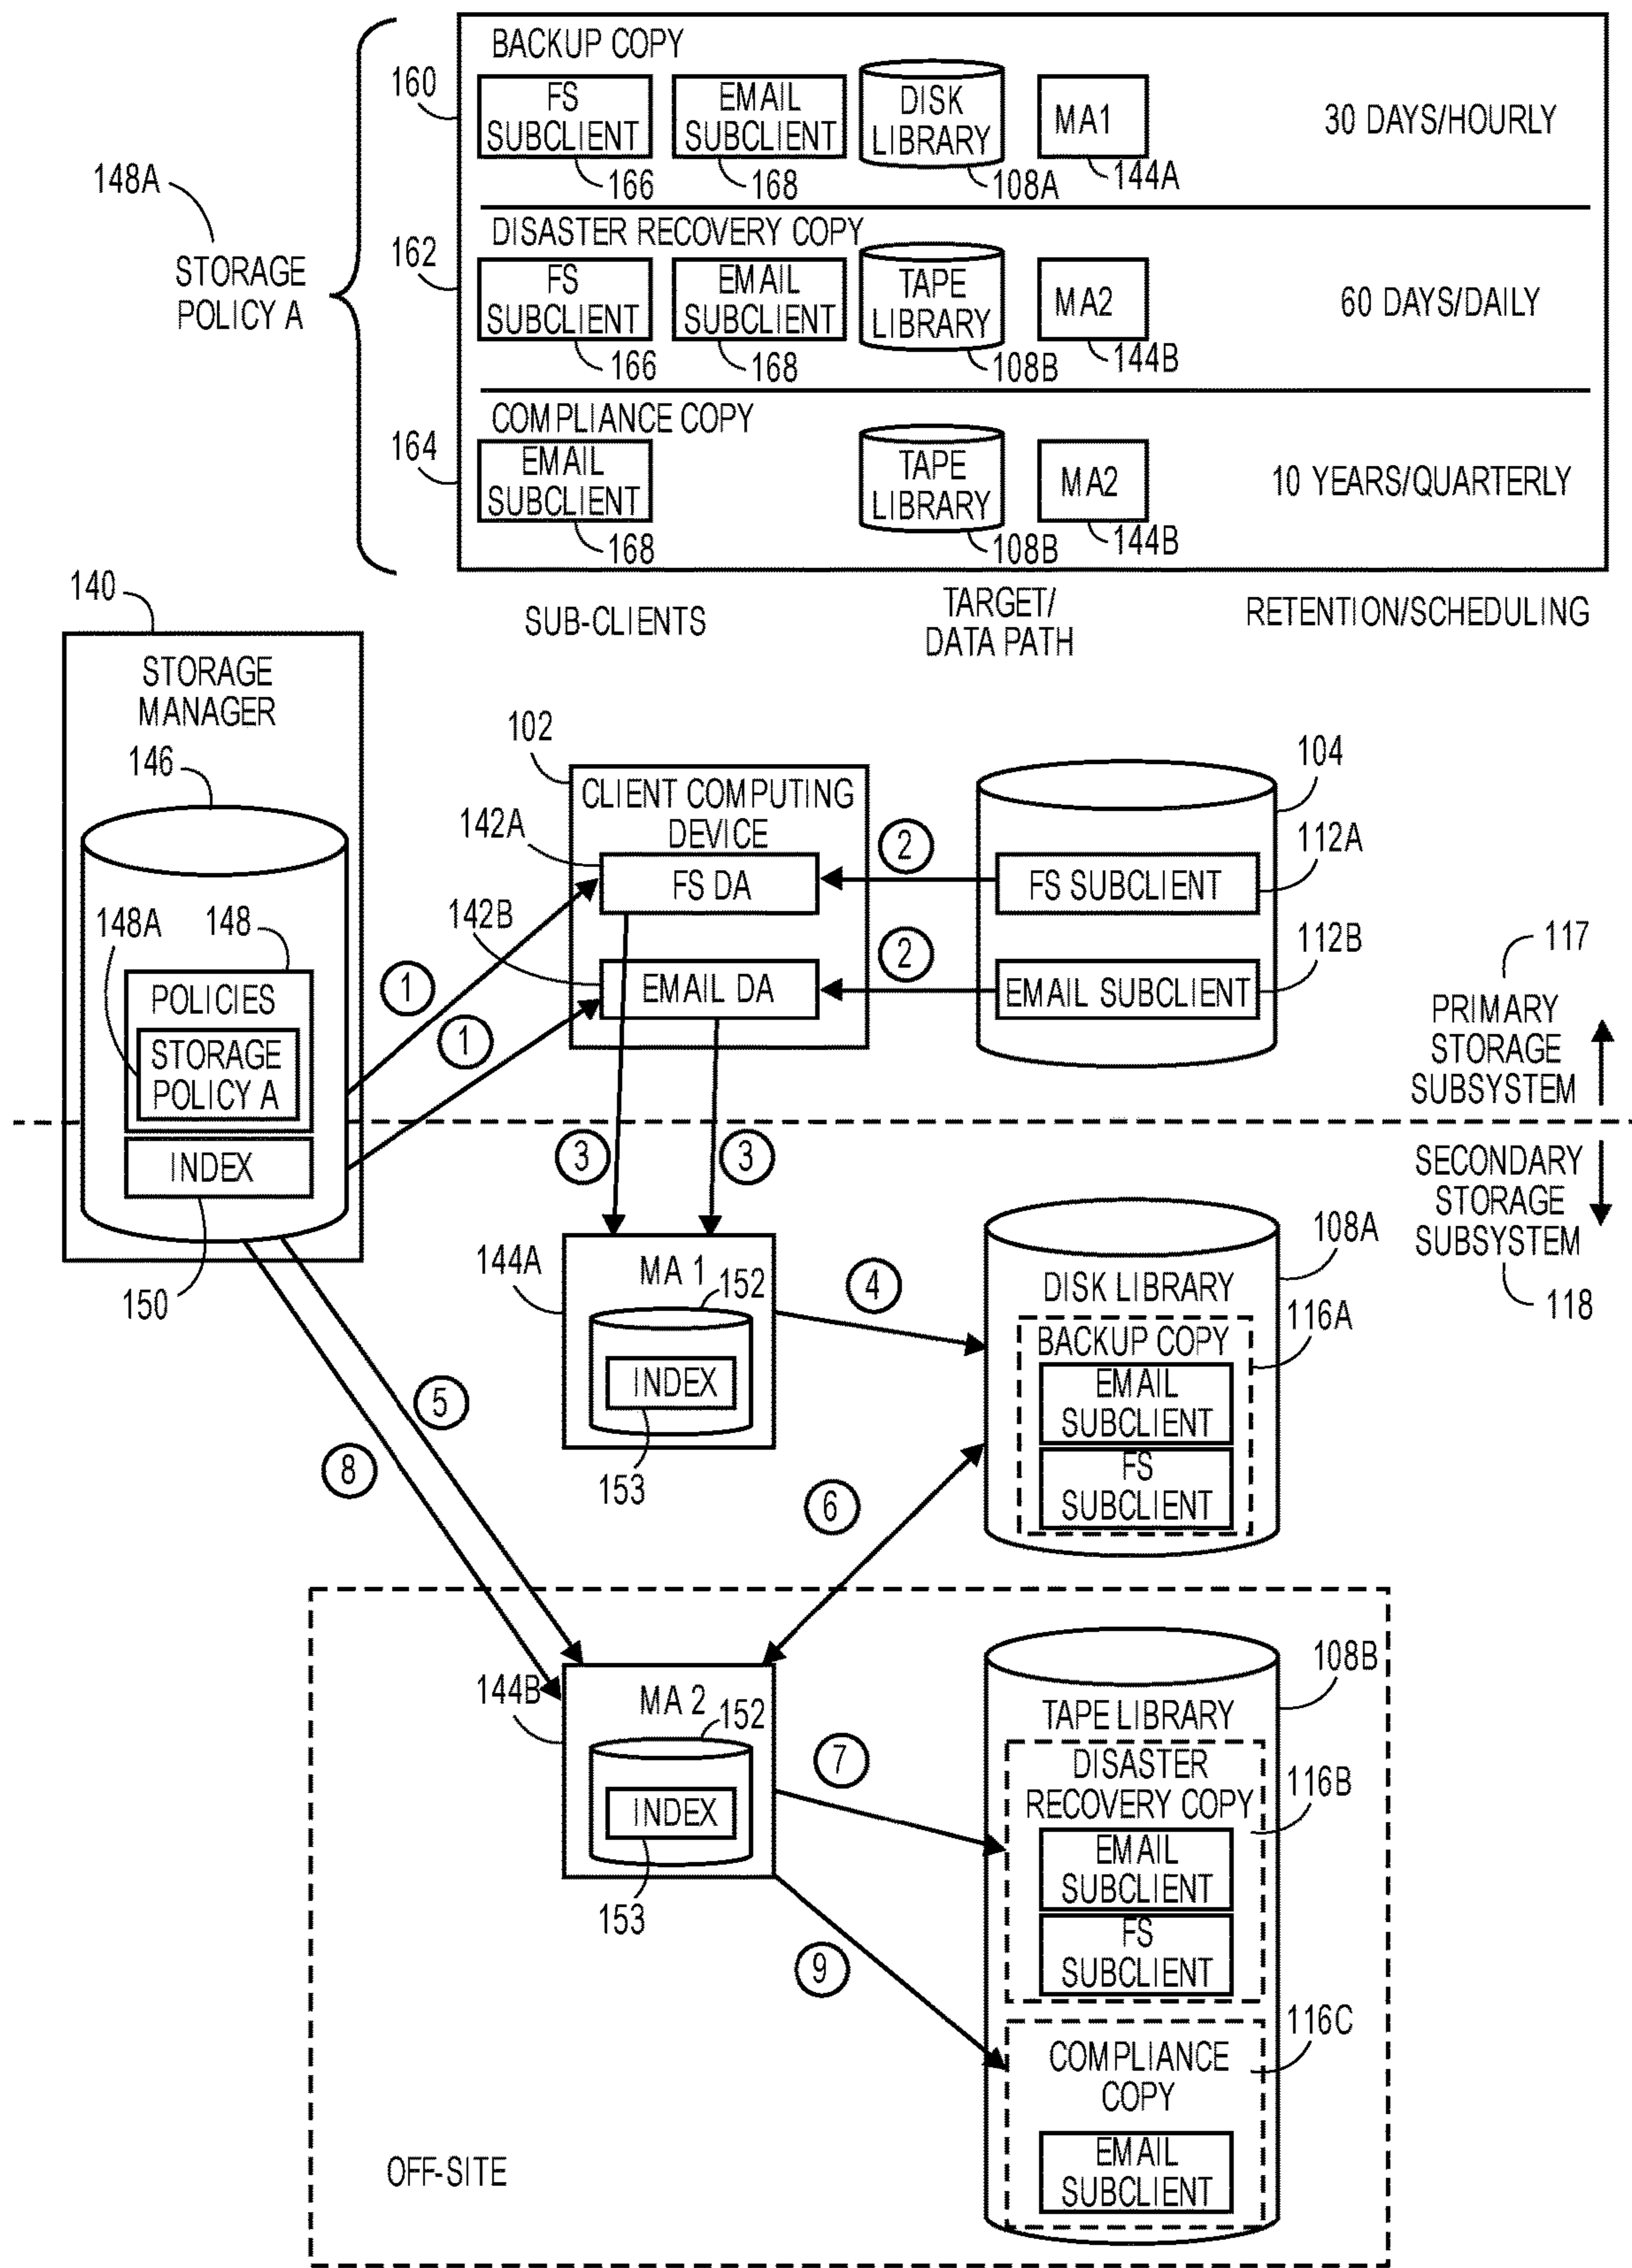 BACKUP COPY
160
FS
SUBCLIENT
166
EMAIL
SUBCLIENT
168
DISK
LIBRARY
108A
MA1
144A
30 DAYS/HOURLY
148A
STORAGE
POLICY A
DISASTER RECOVERY COPY
162
FS
SUBCLIENT
166
EMAIL
SUBCLIENT
168
TAPE
LIBRARY
108B
MA2
144B
60 DAYS/DAILY
COMPLIANCE COPY
164
EMAIL
SUBCLIENT
168
TAPE
LIBRARY
108B
MA2
144B
10 YEARS/QUARTERLY
SUB-CLIENTS
TARGET/
DATA PATH
RETENTION/SCHEDULING
140
STORAGE
MANAGER
146
148A
148
POLICIES
STORAGE
POLICY A
INDEX
150
1
1
102
CLIENT COMPUTING
DEVICE
142A
FS DA
142B
EMAIL DA
2
2
104
FS SUBCLIENT
112A
EMAIL SUBCLIENT
112B
117
PRIMARY
STORAGE
SUBSYSTEM
SECONDARY
STORAGE
SUBSYSTEM
118
3
3
144A
MA 1
152
INDEX
153
4
108A
DISK LIBRARY
116A
BACKUP COPY
EMAIL
SUBCLIENT
FS
SUBCLIENT
5
8
6
144B
MA 2
152
INDEX
153
7
9
108B
TAPE LIBRARY
DISASTER
RECOVERY COPY
116B
EMAIL
SUBCLIENT
FS
SUBCLIENT
116C
COMPLIANCE
COPY
EMAIL
SUBCLIENT
OFF-SITE